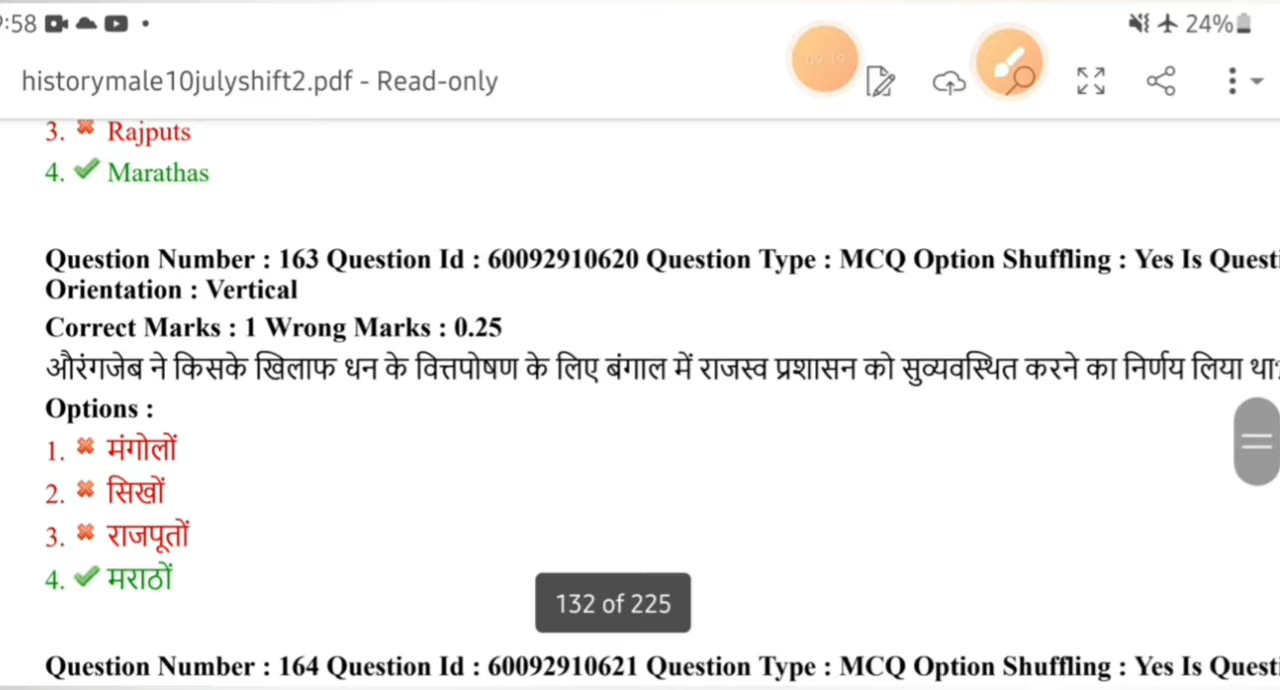 :58 24%
historymale10julyshift2.pdf - Read-only
3. Rajputs
4. Marathas
Question Number : 163 Question Id : 60092910620 Question Type : MCQ Option Shuffling : Yes Is Questi
Orientation : Vertical
Correct Marks : 1 Wrong Marks : 0.25
औरंगजेब ने किसके खिलाफ धन के वित्तपोषण के लिए बंगाल में राजस्व प्रशासन को सुव्यवस्थित करने का निर्णय लिया था
Options :
1. मंगोलों
2. सिखों
3. राजपूतों
4. मराठों
132 of 225
Question Number : 164 Question Id : 60092910621 Question Type : MCQ Option Shuffling : Yes Is Questi